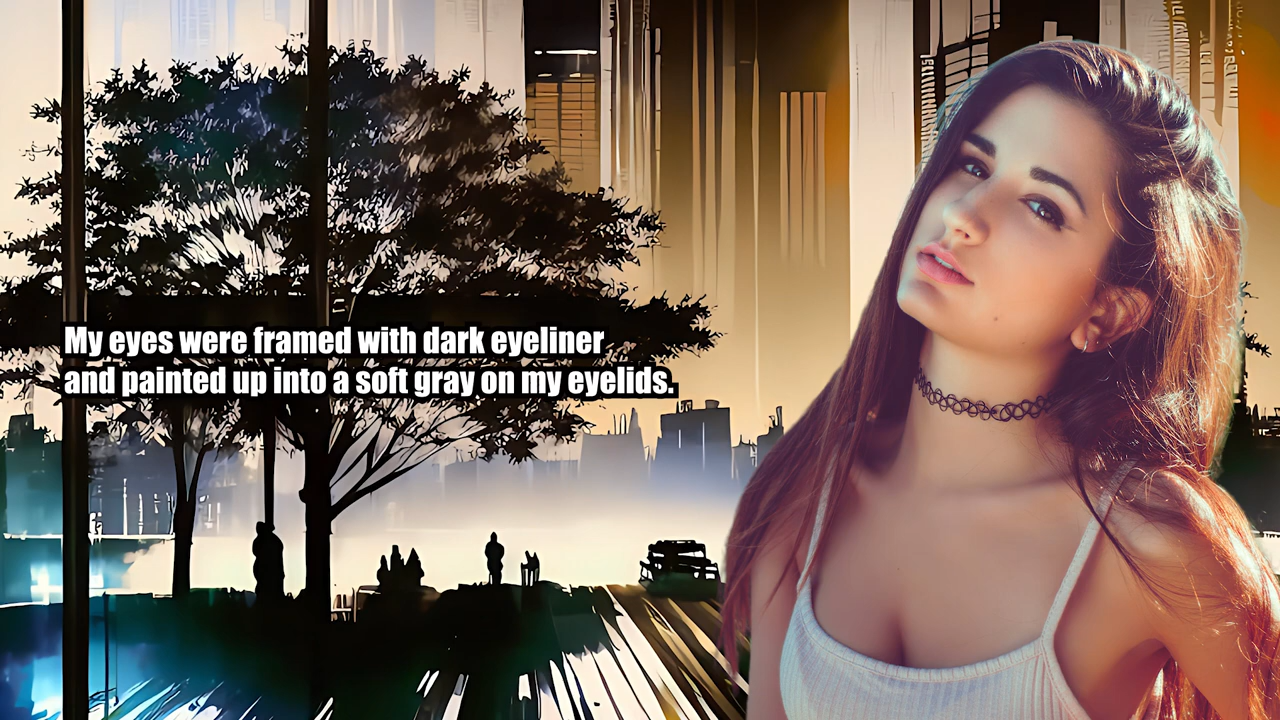 My eyes were framed with dark eyeliner
and painted up into a soft gray on my eyelids.